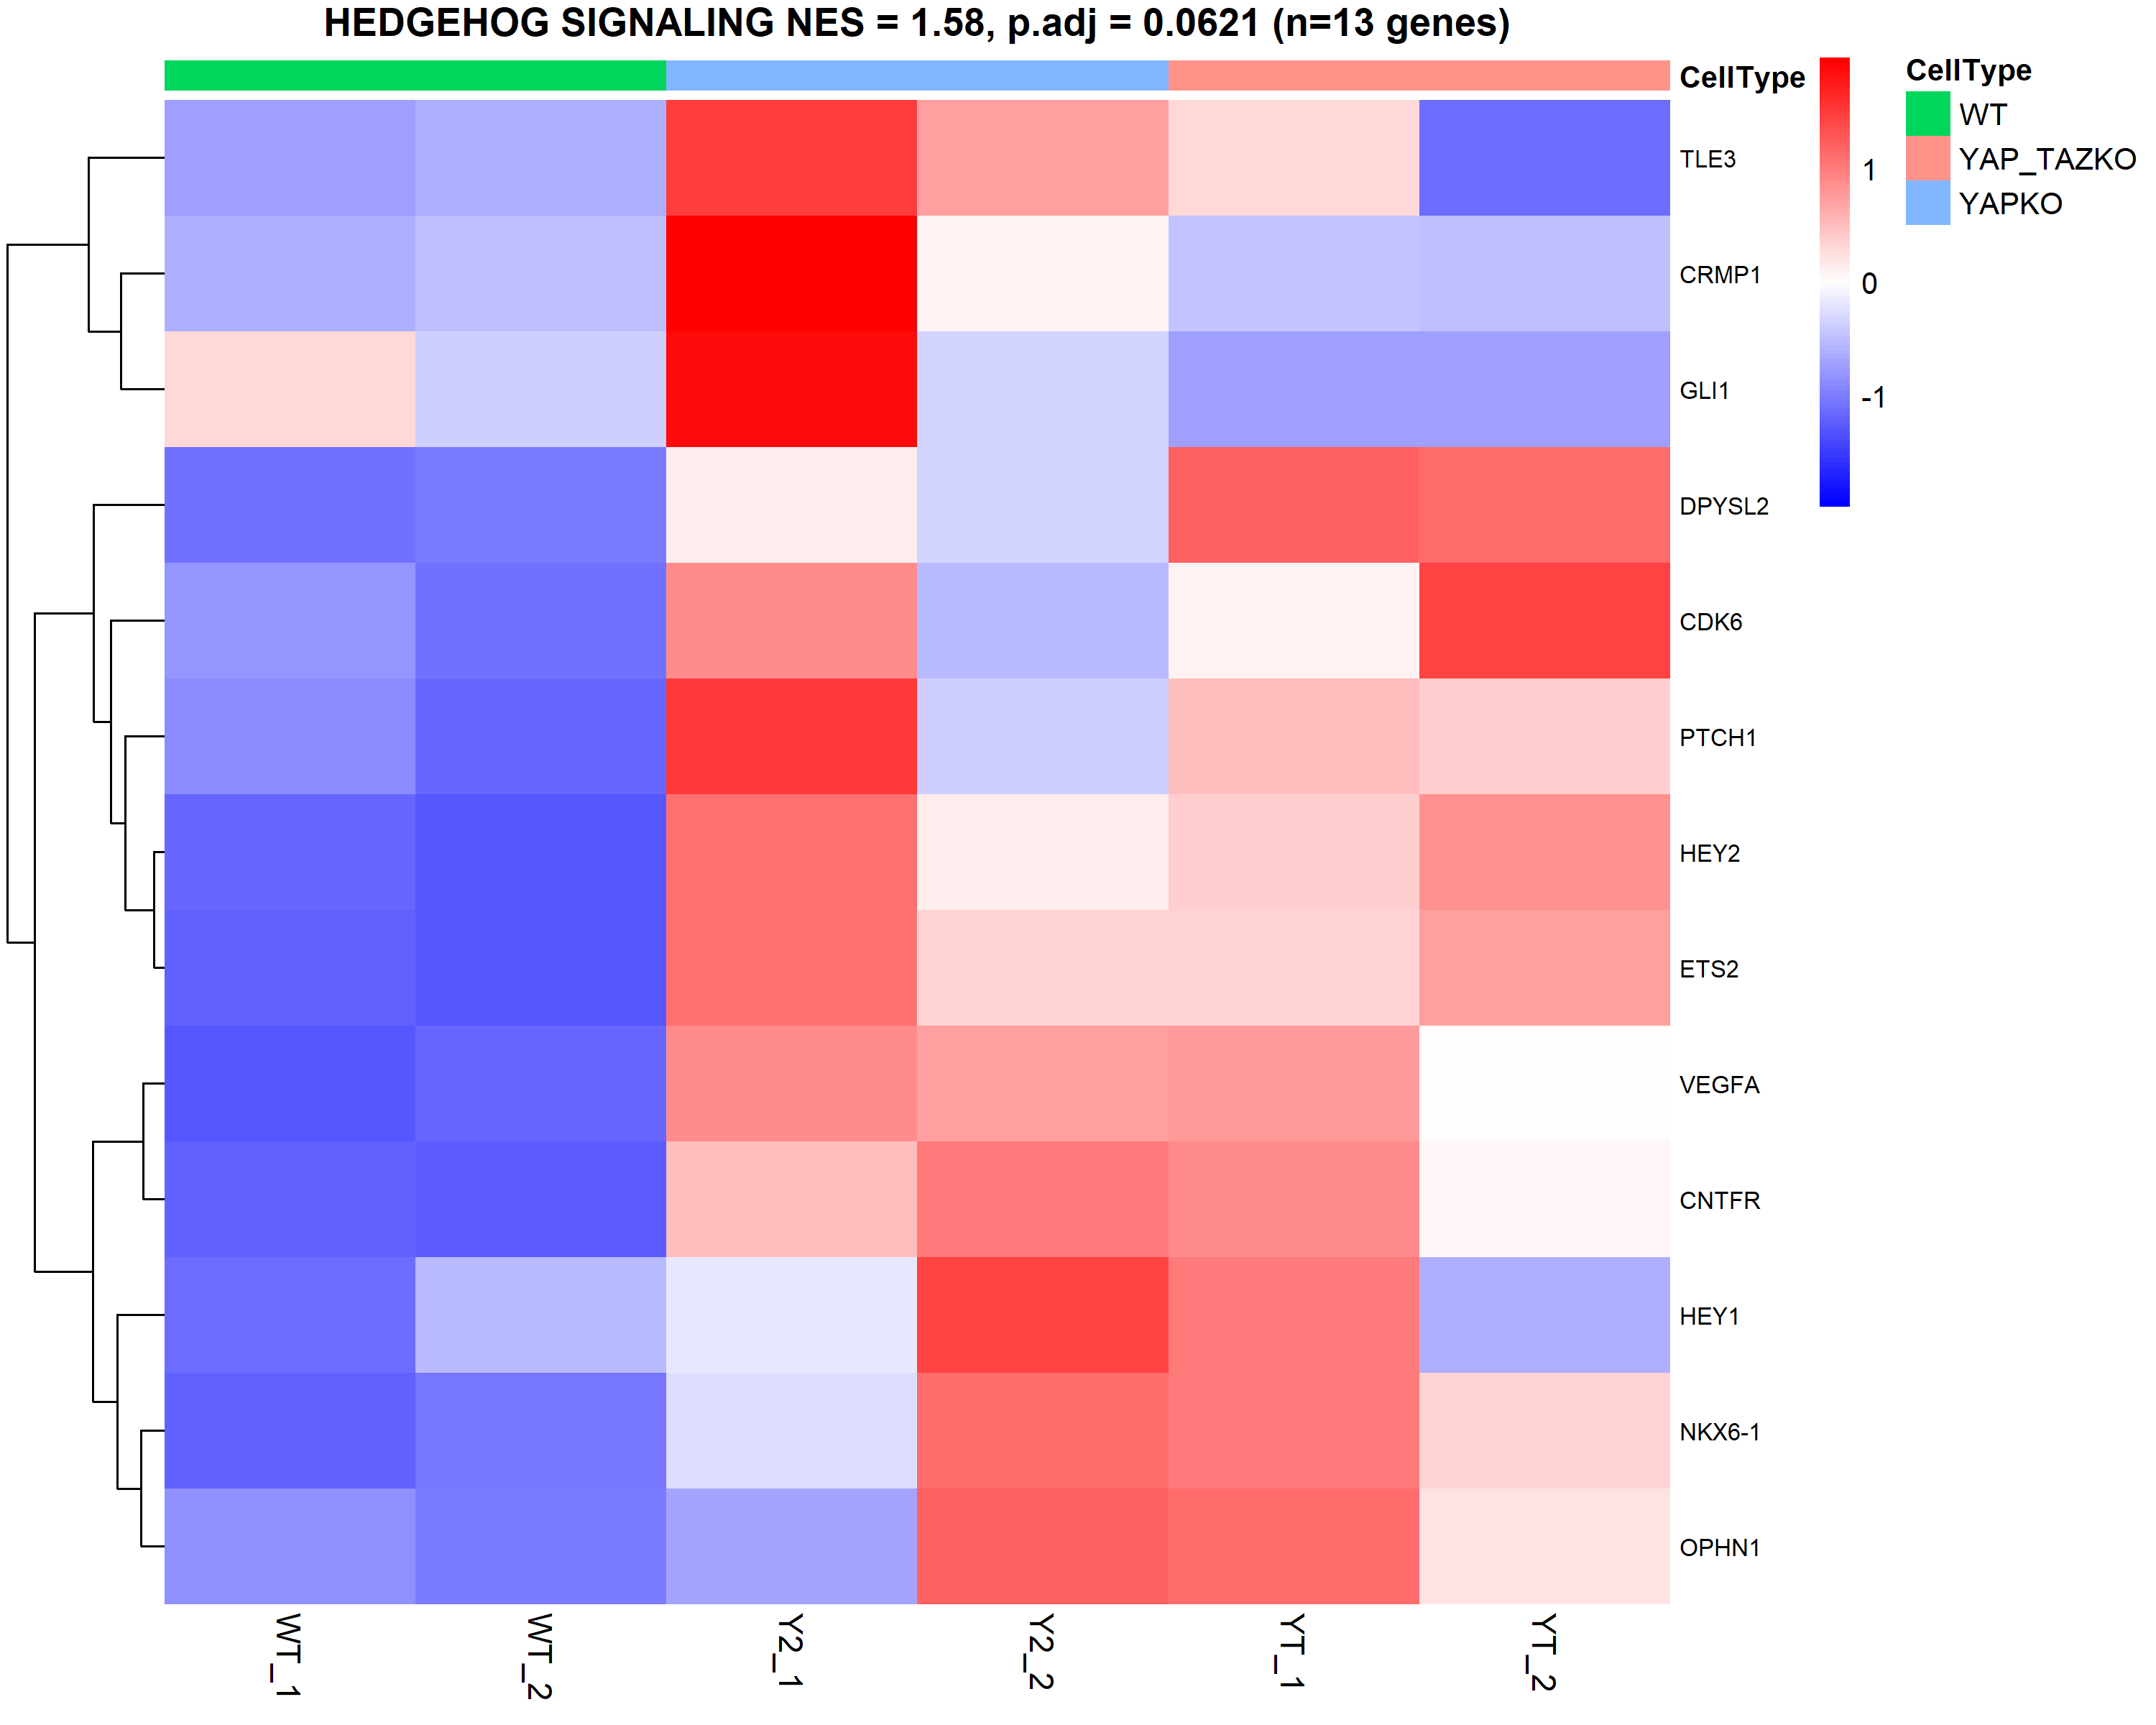 HEDGEHOG SIGNALING NES = 1.58, p.adj = 0.0621 (n=13 genes)
CellType
TLE3
CRMP1
GLI1
DPYSL2
CDK6
PTCH1
HEY2
ETS2
VEGFA
CNTFR
HEY1
NKX6-1
OPHN1
1
0
-1
CellType
WT
YAP_TAZKO
YAPKO
WT_1
WT_2
Y2_1
Y2_2
YT_1
YT_2